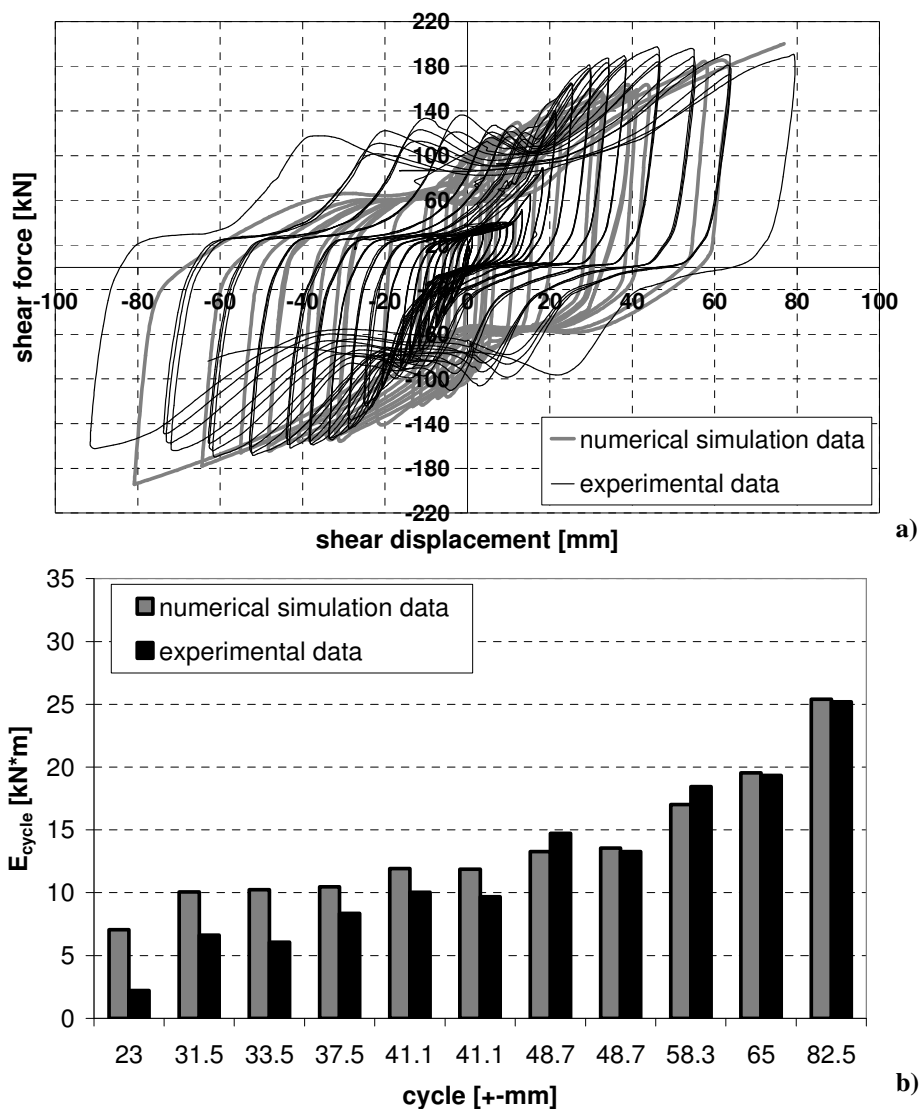 220
180
140
100
60
20
-100 -80 -60 -40 -20 0 20 40 60 80 100
-60
-100
-140
-180
-220
shear force [kN]
numerical simulation data
experimental data
shear displacement [mm]
a)
35
30
25
20
15
10
5
0
E_cycle [kN*m]
numerical simulation data
experimental data
23 31.5 33.5 37.5 41.1 41.1 48.7 48.7 58.3 65 82.5
cycle [+-mm]
b)